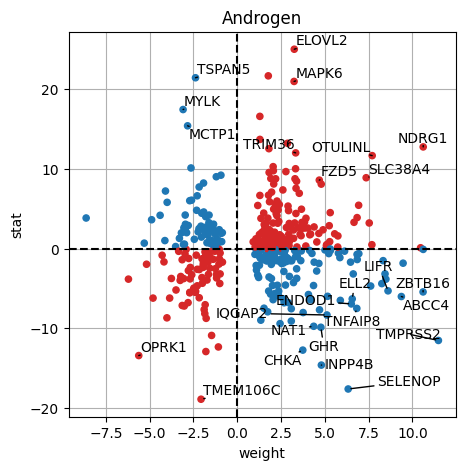 Androgen
ELOVL2
TSPAN5
MAPK6
MYLK
MCTP1
TRIM36
OTULINL
NDRG1
FZD5
SLC38A4
LIFR
ELL2
ZBTB16
ENDOD1
ABCC4
IQGAP2
TNFAIP8
NAT1
TMPRSS2
GHR
CHKA
INPP4B
OPRK1
SELENOP
TMEM106C
stat
20
10
0
−10
−20
−7.5 −5.0 −2.5 0.0 2.5 5.0 7.5 10.0
weight